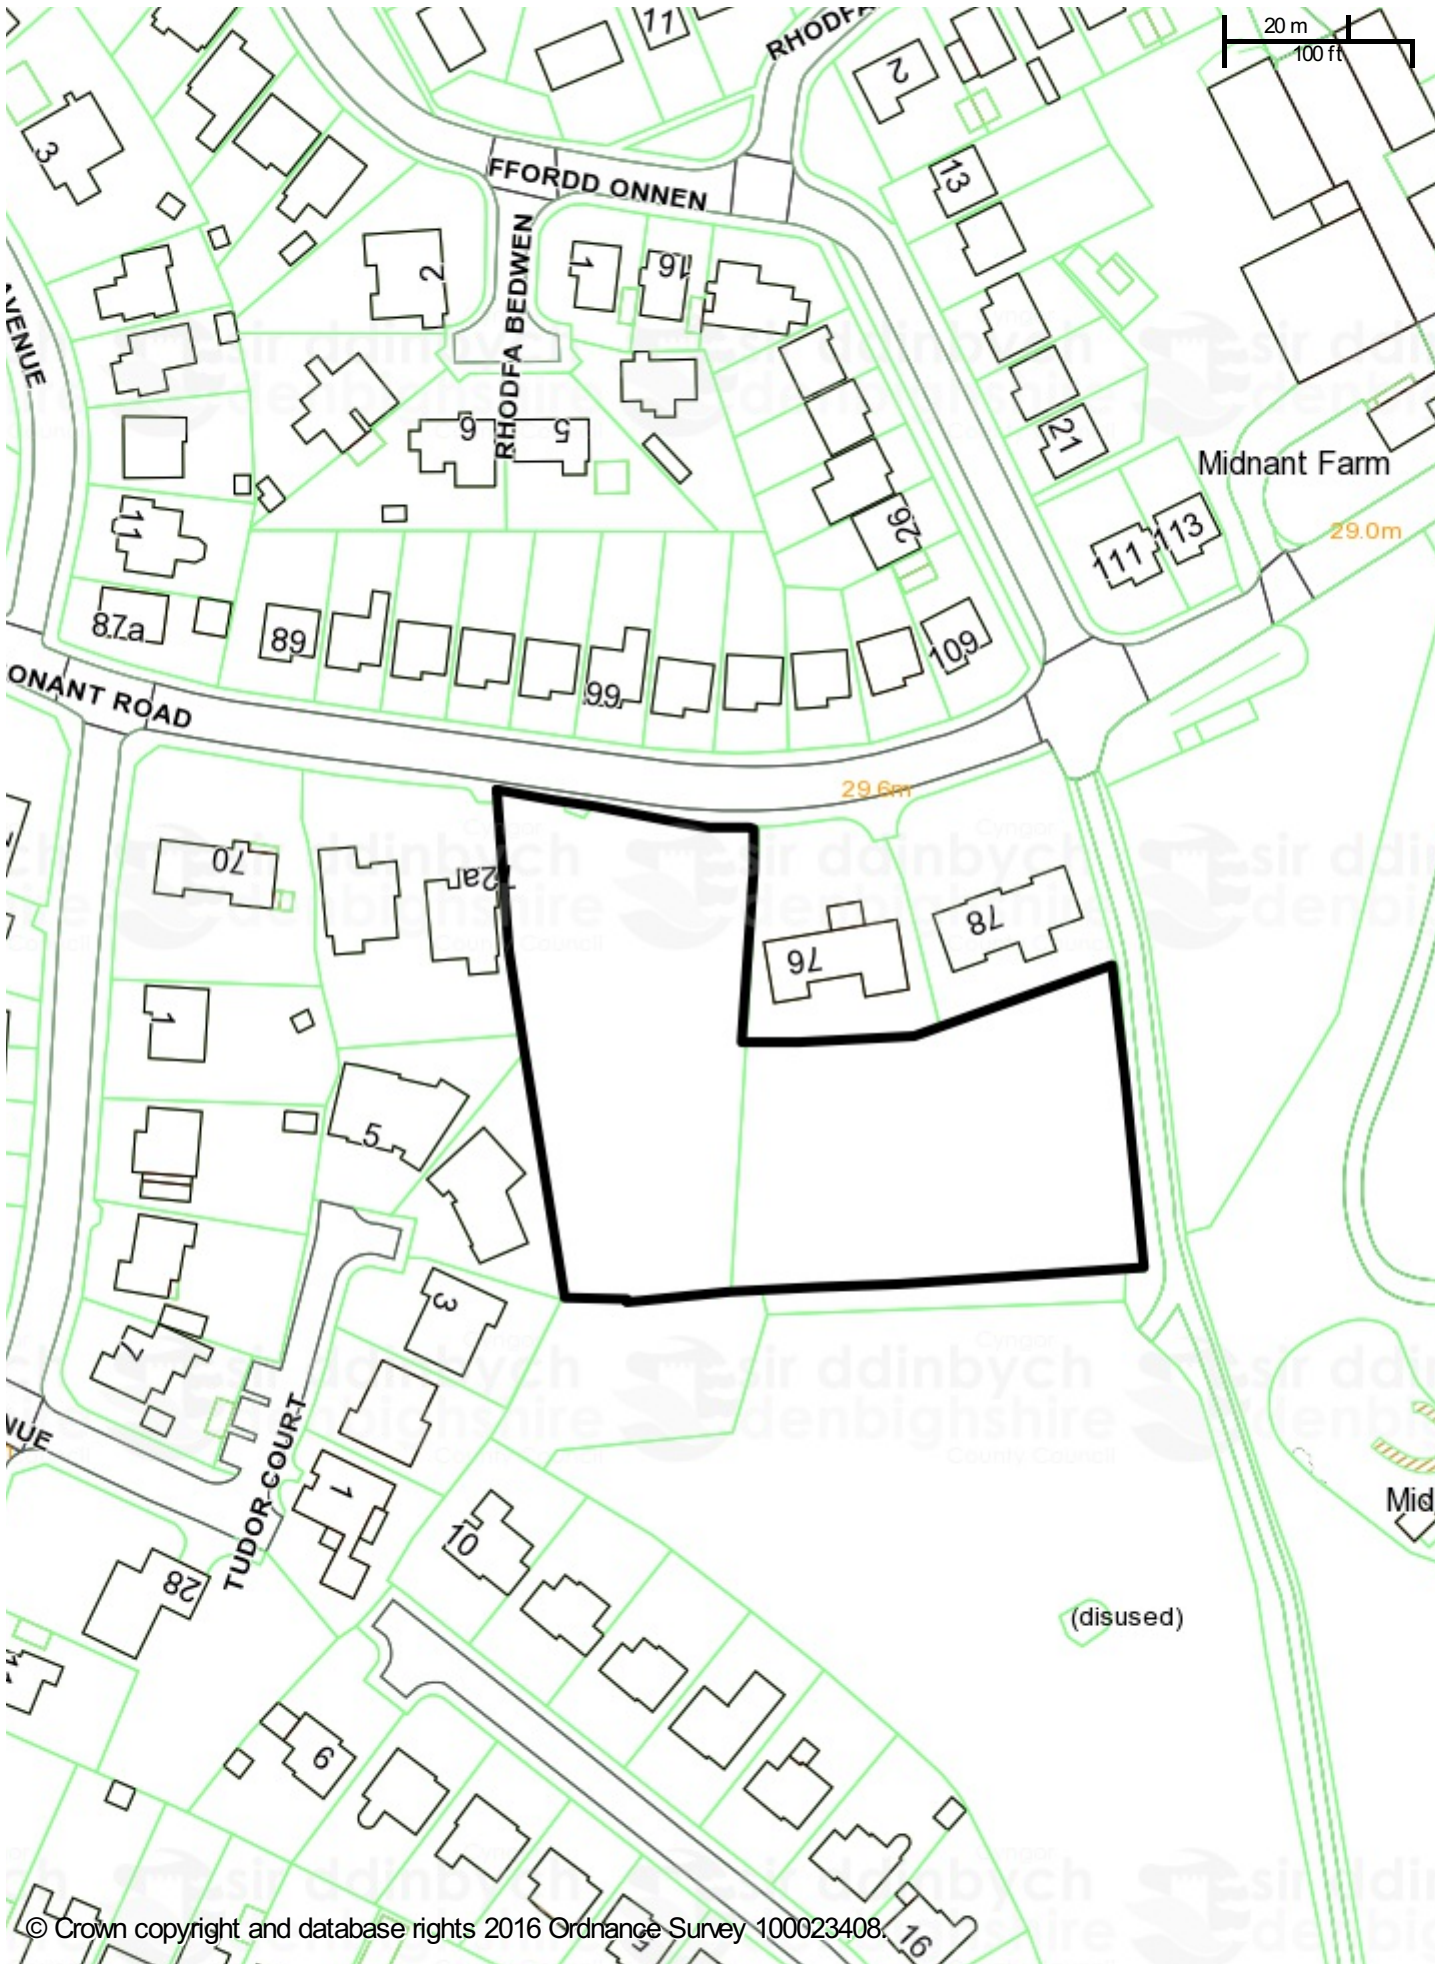 20 m
100 ft
11
RHODFA
2
3
13
FFORDD ONNEN
RHODFA BEDWEN
2
1
16
AVENUE
6
5
21
Midnant Farm
26
11
111
113
29.0m
87a
89
99
109
ONANT ROAD
29.6m
70
72a
76
78
1
5
3
7
NUE
TUDOR COURT
1
10
28
Mid
(disused)
6
16
Cyngor
sir ddinbych
denbighshire
County Council
© Crown copyright and database rights 2016 Ordnance Survey 100023408.